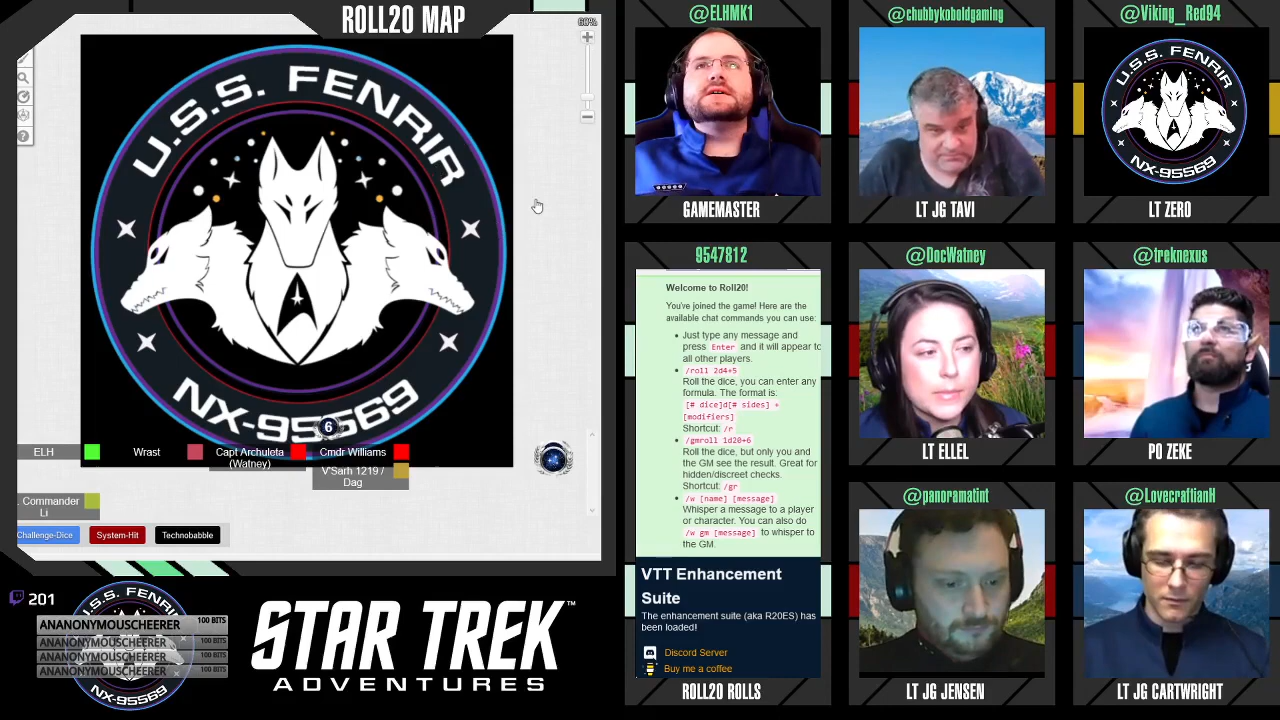 ROLL20 MAP
60%
U.S.S. FENRIR
NX-95569
6
ELH
Wrast
Capt Archuleta
(Watney)
Cmdr Williams
V'Sarh 1219 /
Dag
. Commander
Li
Challenge-Dice
System-Hit
Technobabble
201
U.S.S. FENRIR
NX-95569
ANANONYMOUSCHEERER 100 BITS
ANANONYMOUSCHEERER 100 BITS
ANANONYMOUSCHEERER 100 BITS
ANANONYMOUSCHEERER 100 BITS
STAR TREK™
ADVENTURES
@ELHMK1
GAMEMASTER
@chubbykoboldgaming
LT JG TAVI
@Viking_Red94
U.S.S. FENRIR
NX-95569
LT ZERO
9547812
Welcome to Roll20!
You've joined the game! Here are the
available chat commands you can use:
Just type any message and
press Enter and it will appear to
all other players.
/roll 2d4+5
Roll the dice, you can enter any
formula. The format is:
[# dice]d[# sides] +
[modifiers]
Shortcut: /r
/gmroll 1d20+6
Roll the dice, but only you and
the GM see the result. Great for
hidden/discreet checks.
Shortcut: /gr
/w [name] [message]
Whisper a message to a player
or character. You can also do
/w gm [message] to whisper to
the GM.
VTT Enhancement
Suite
The enhancement suite (aka R20ES) has
been loaded!
Discord Server
Buy me a coffee
ROLL20 ROLLS
@DocWatney
LT ELLEL
@treknexus
PO ZEKE
@panoramatint
LT JG JENSEN
@LovecraftianH
LT JG CARTWRIGHT